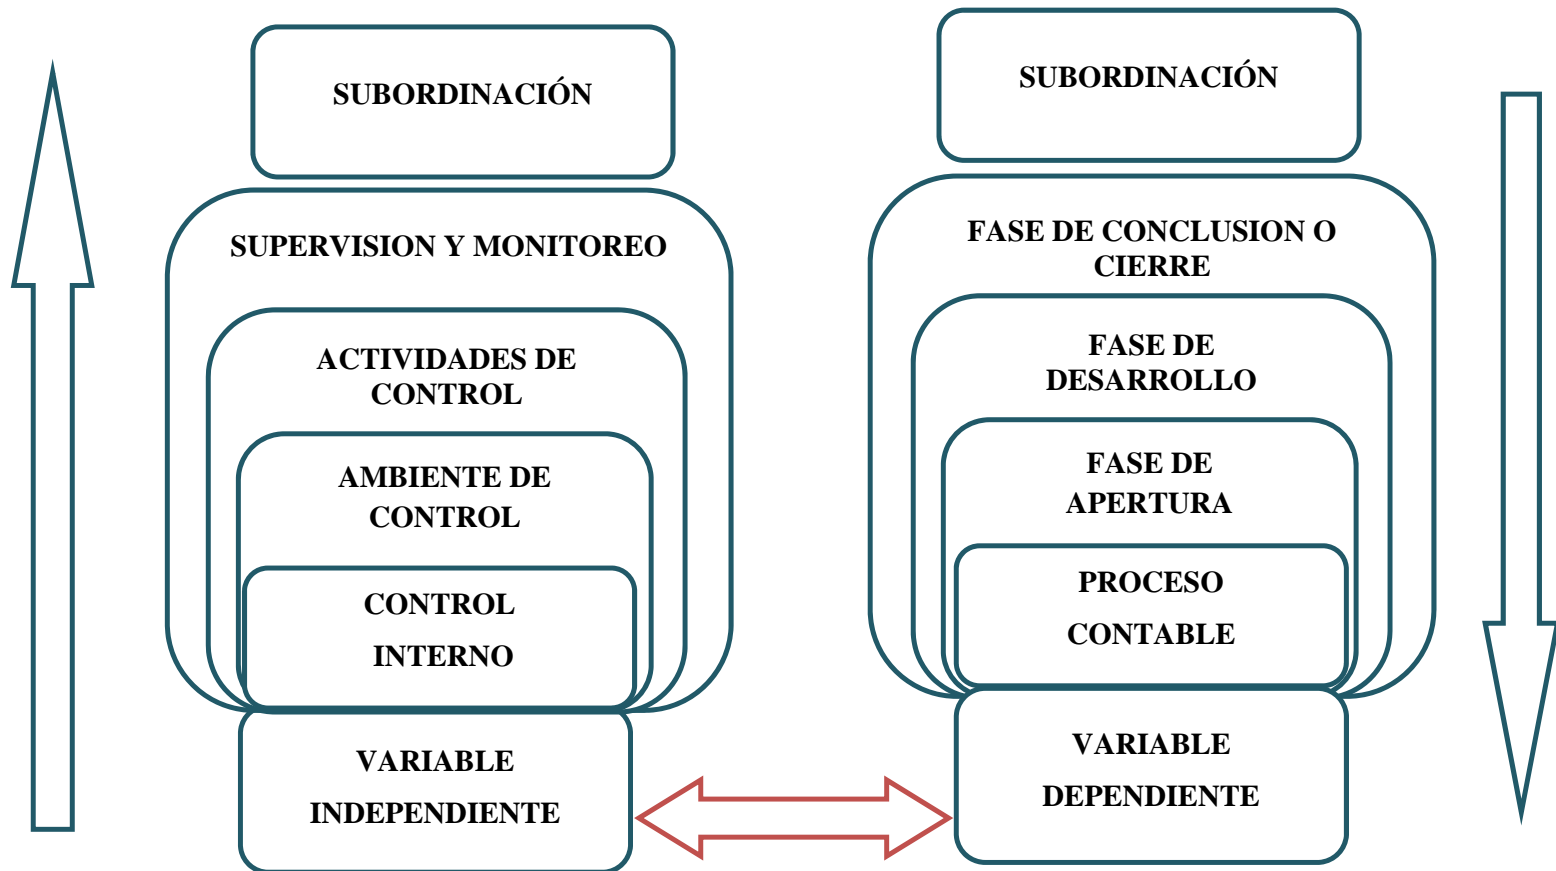 SUBORDINACIÓN
SUPERVISION Y MONITOREO
ACTIVIDADES DE
CONTROL
AMBIENTE DE
CONTROL
CONTROL
INTERNO
VARIABLE
INDEPENDIENTE
SUBORDINACIÓN
FASE DE CONCLUSION O
CIERRE
FASE DE
DESARROLLO
FASE DE
APERTURA
PROCESO
CONTABLE
VARIABLE
DEPENDIENTE